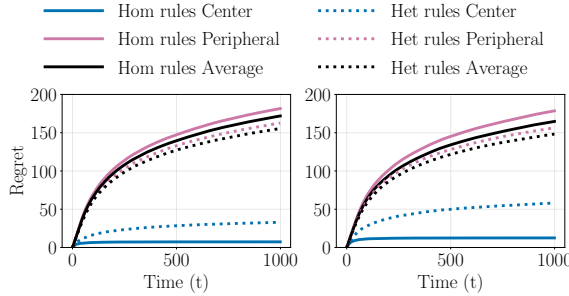 Hom rules Center
Het rules Center
Hom rules Peripheral
Het rules Peripheral
Hom rules Average
Het rules Average
200
150
100
50
0
Regret
0 500 1000
Time (t)
200
150
100
50
0
0 500 1000
Time (t)